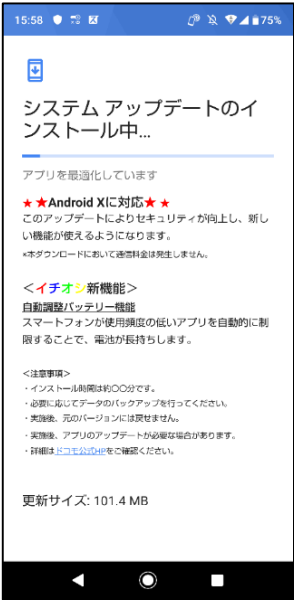 15:58
75%
システム アップデートのイ
ンストール中...
アプリを最適化しています
★ ★Android Xに対応★ ★
このアップデートによりセキュリティが向上し、新し
い機能が使えるようになります。
※本ダウンロードにおいて通信料金は発生しません。
＜イチオシ新機能＞
自動調整バッテリー機能
スマートフォンが使用頻度の低いアプリを自動的に制
限することで、電池が長持ちします。
＜注意事項＞
・インストール時間は約〇〇分です。
・必要に応じてデータのバックアップを行ってください。
・実施後、元のバージョンには戻せません。
・実施後、アプリのアップデートが必要な場合があります。
・詳細はドコモ公式HPをご確認ください。
更新サイズ: 101.4 MB